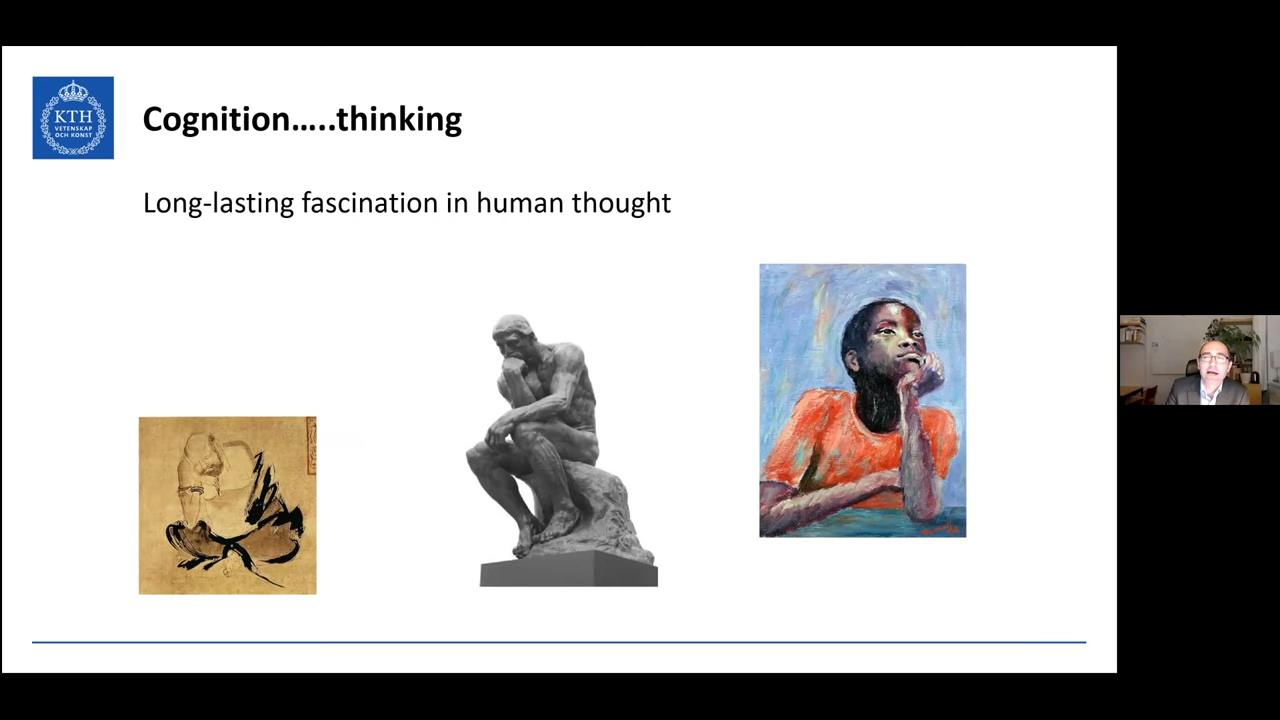 KTH
VETENSKAP
OCH KONST
Cognition.....thinking
Long-lasting fascination in human thought